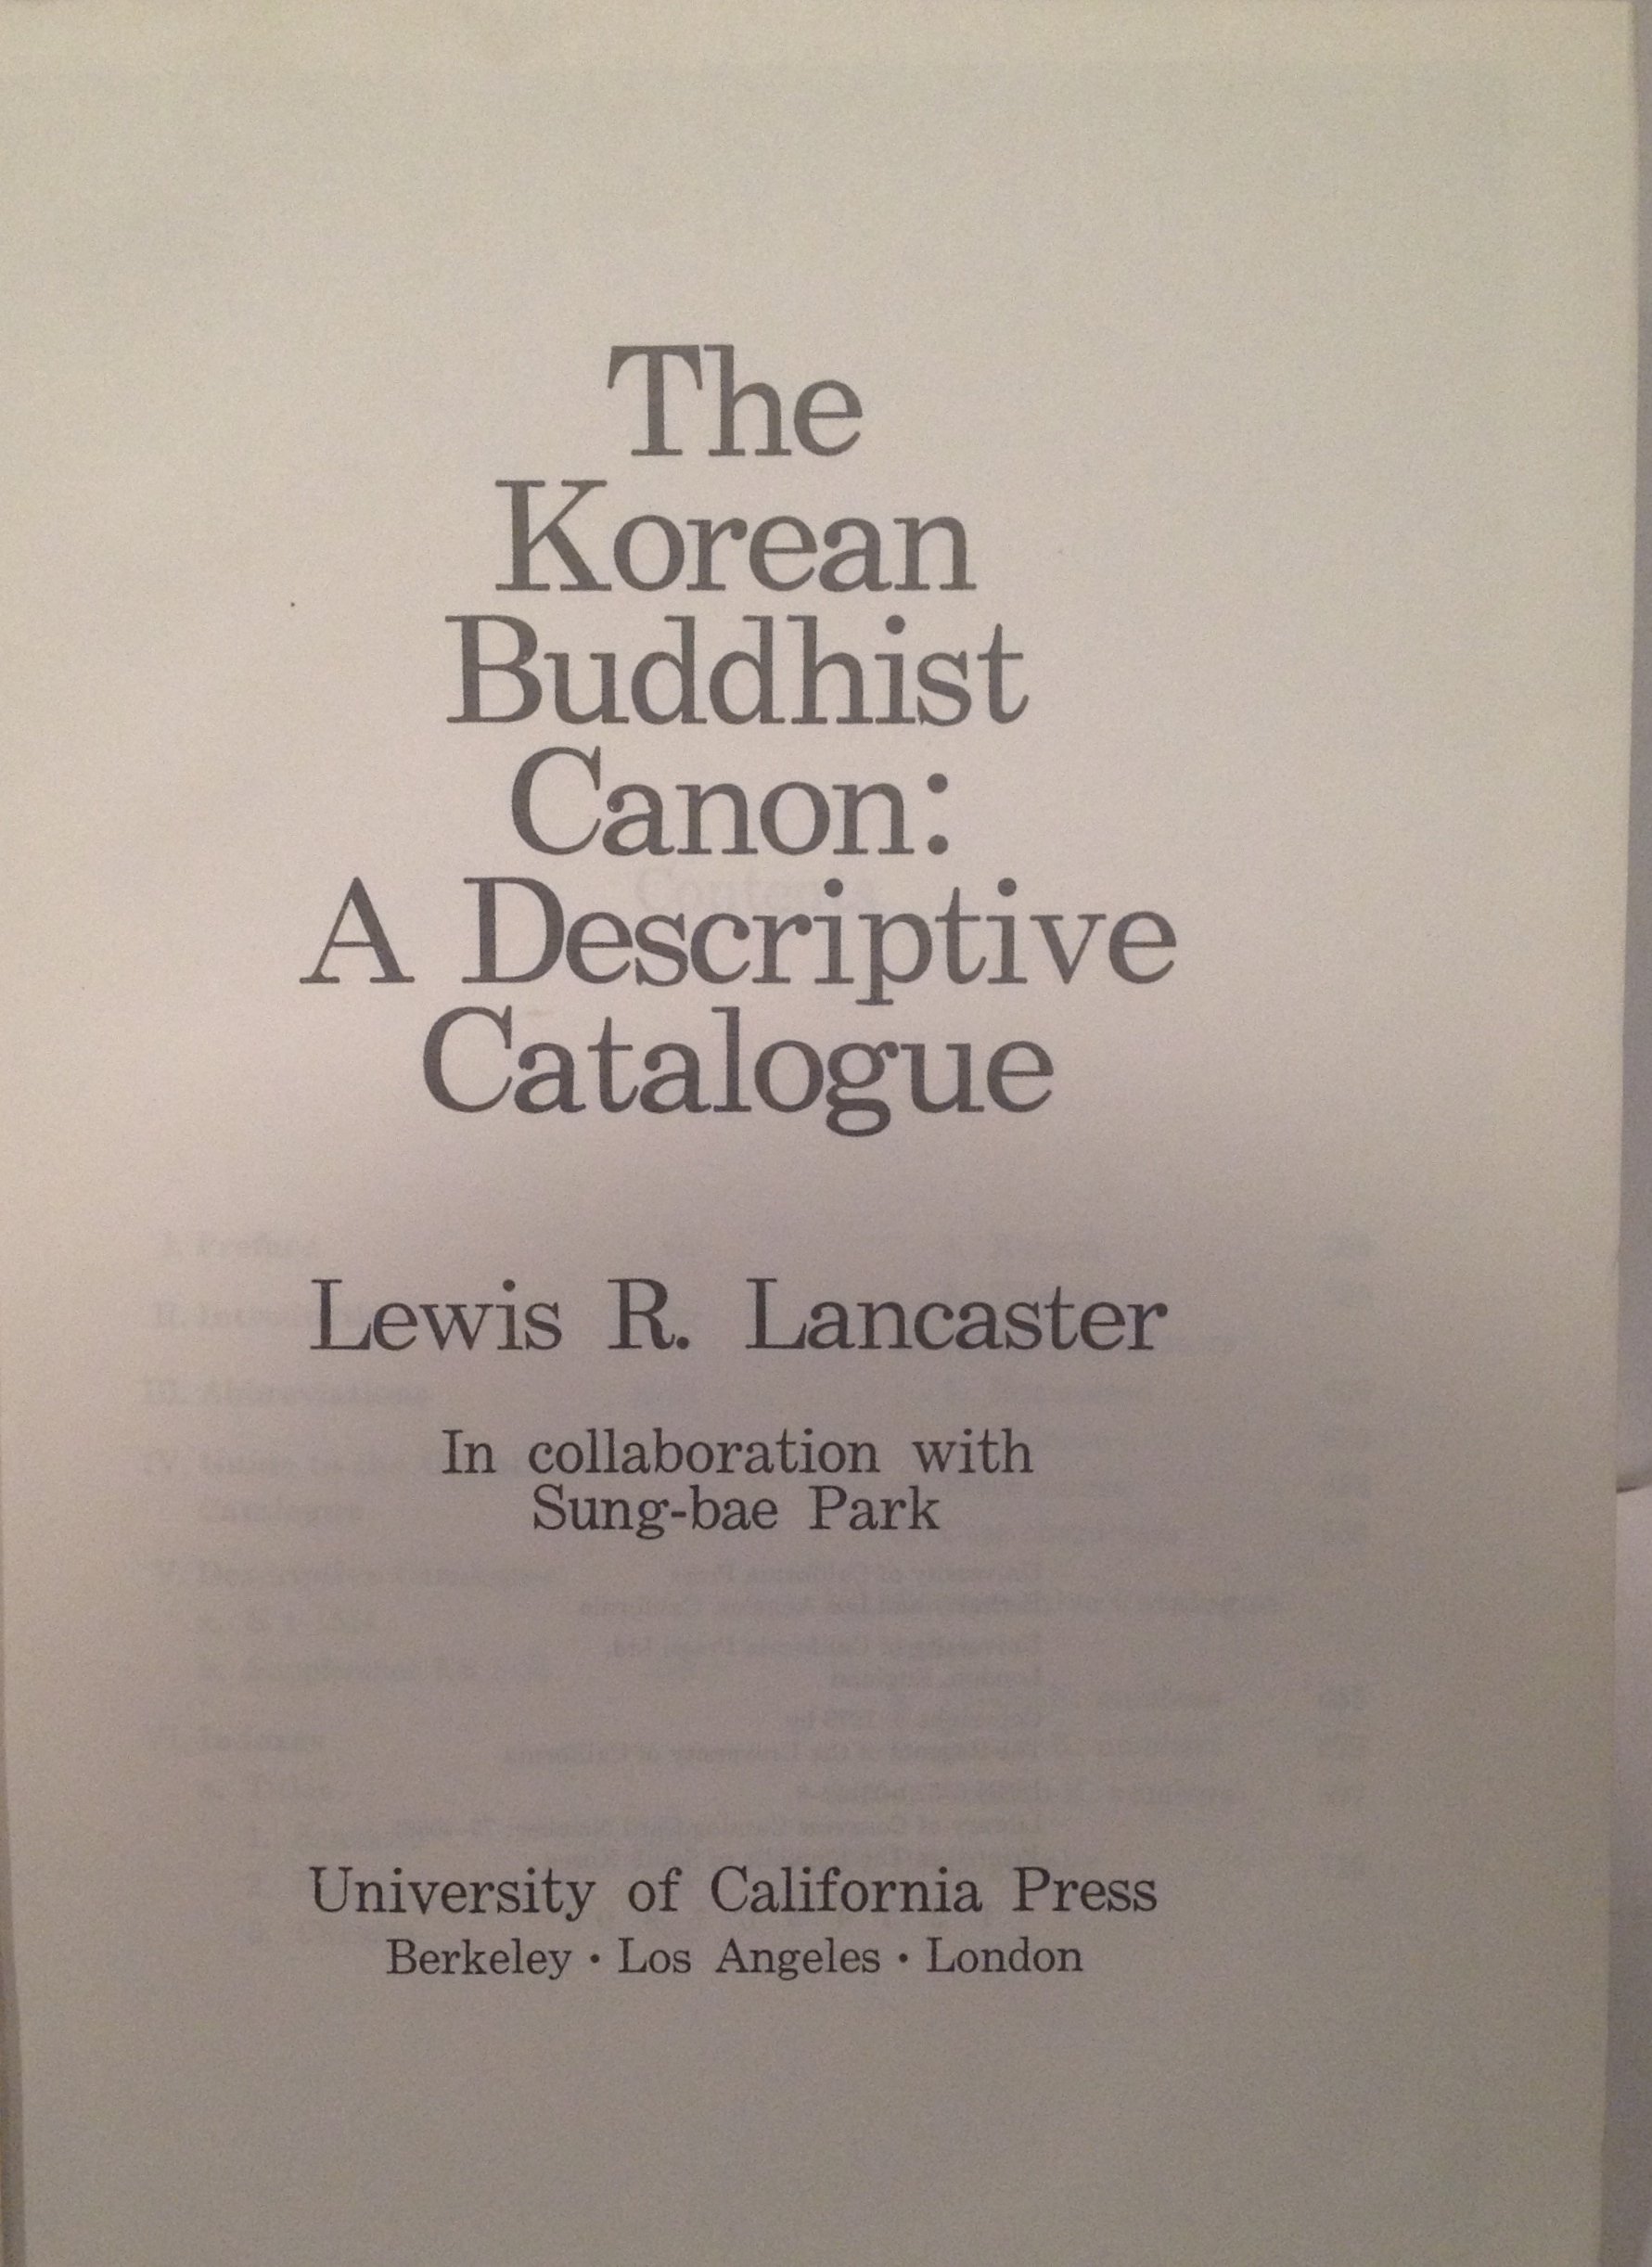 The
Korean
Buddhist
Canon:
A Descriptive
Catalogue
Lewis R. Lancaster
In collaboration with
Sung-bae Park
University of California Press
Berkeley · Los Angeles · London